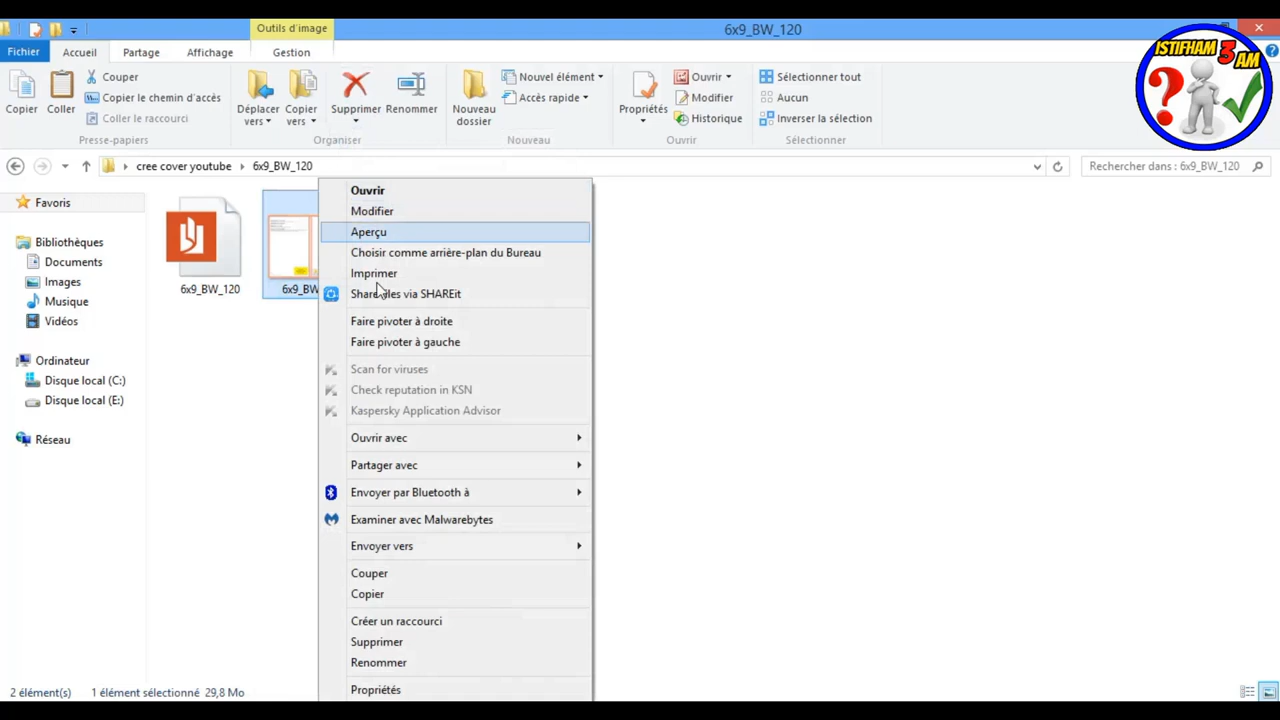 Outils d'image
6x9_BW_120
Fichier
Accueil
Partage
Affichage
Gestion
Copier
Coller
Couper
Copier le chemin d'accès
Coller le raccourci
Presse-papiers
Déplacer vers
Copier vers
Supprimer
Renommer
Organiser
Nouveau dossier
Nouvel élément
Accès rapide
Nouveau
Propriétés
Ouvrir
Modifier
Historique
Ouvrir
Sélectionner tout
Aucun
Inverser la sélection
Sélectionner
ISTIFHAM 3 AM
cree cover youtube
6x9_BW_120
Rechercher dans : 6x9_BW_120
Favoris
Bibliothèques
Documents
Images
Musique
Vidéos
Ordinateur
Disque local (C:)
Disque local (E:)
Réseau
6x9_BW_120
6x9_BW
Ouvrir
Modifier
Aperçu
Choisir comme arrière-plan du Bureau
Imprimer
Share files via SHAREit
Faire pivoter à droite
Faire pivoter à gauche
Scan for viruses
Check reputation in KSN
Kaspersky Application Advisor
Ouvrir avec
Partager avec
Envoyer par Bluetooth à
Examiner avec Malwarebytes
Envoyer vers
Couper
Copier
Créer un raccourci
Supprimer
Renommer
Propriétés
2 élément(s)
1 élément sélectionné 29,8 Mo